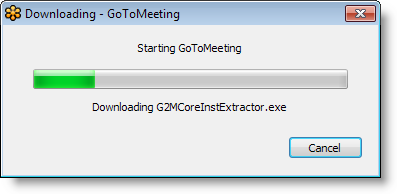 Downloading - GoToMeeting
Starting GoToMeeting
Downloading G2MCoreInstExtractor.exe
Cancel